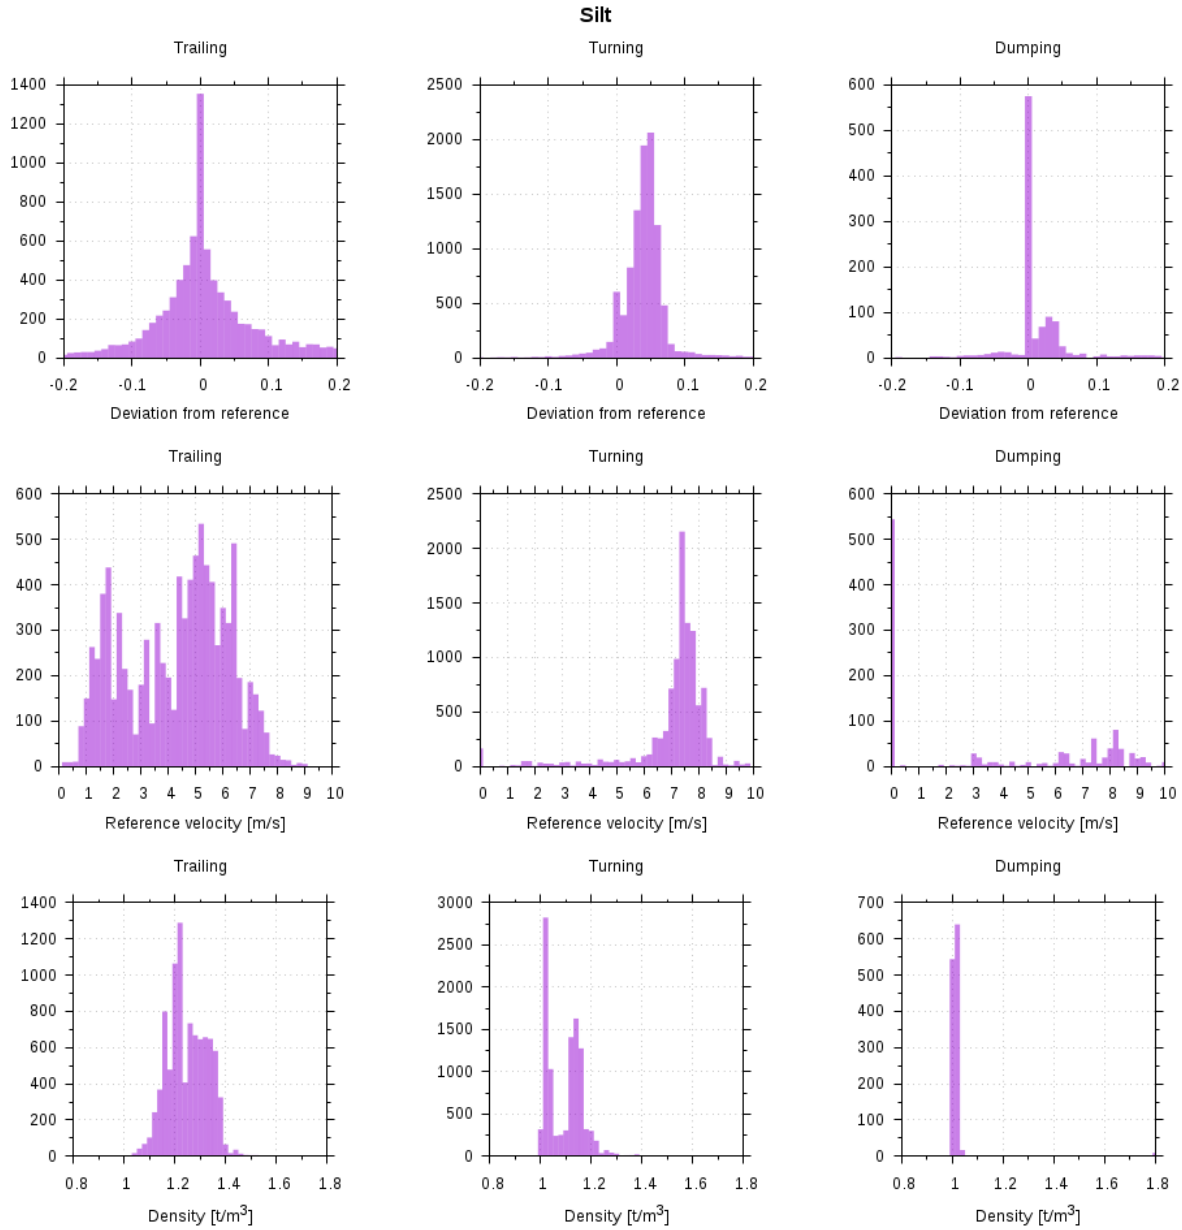 Silt
Trailing
Turning
Dumping
1400
1200
1000
800
600
400
200
0
-0.2 -0.1 0 0.1 0.2
Deviation from reference
2500
2000
1500
1000
500
0
-0.2 -0.1 0 0.1 0.2
Deviation from reference
600
500
400
300
200
100
0
-0.2 -0.1 0 0.1 0.2
Deviation from reference
Trailing
Turning
Dumping
600
500
400
300
200
100
0
0 1 2 3 4 5 6 7 8 9 10
Reference velocity [m/s]
2500
2000
1500
1000
500
0
0 1 2 3 4 5 6 7 8 9 10
Reference velocity [m/s]
600
500
400
300
200
100
0
0 1 2 3 4 5 6 7 8 9 10
Reference velocity [m/s]
Trailing
Turning
Dumping
1400
1200
1000
800
600
400
200
0
0.8 1 1.2 1.4 1.6 1.8
Density [t/m³]
3000
2500
2000
1500
1000
500
0
0.8 1 1.2 1.4 1.6 1.8
Density [t/m³]
700
600
500
400
300
200
100
0
0.8 1 1.2 1.4 1.6 1.8
Density [t/m³]